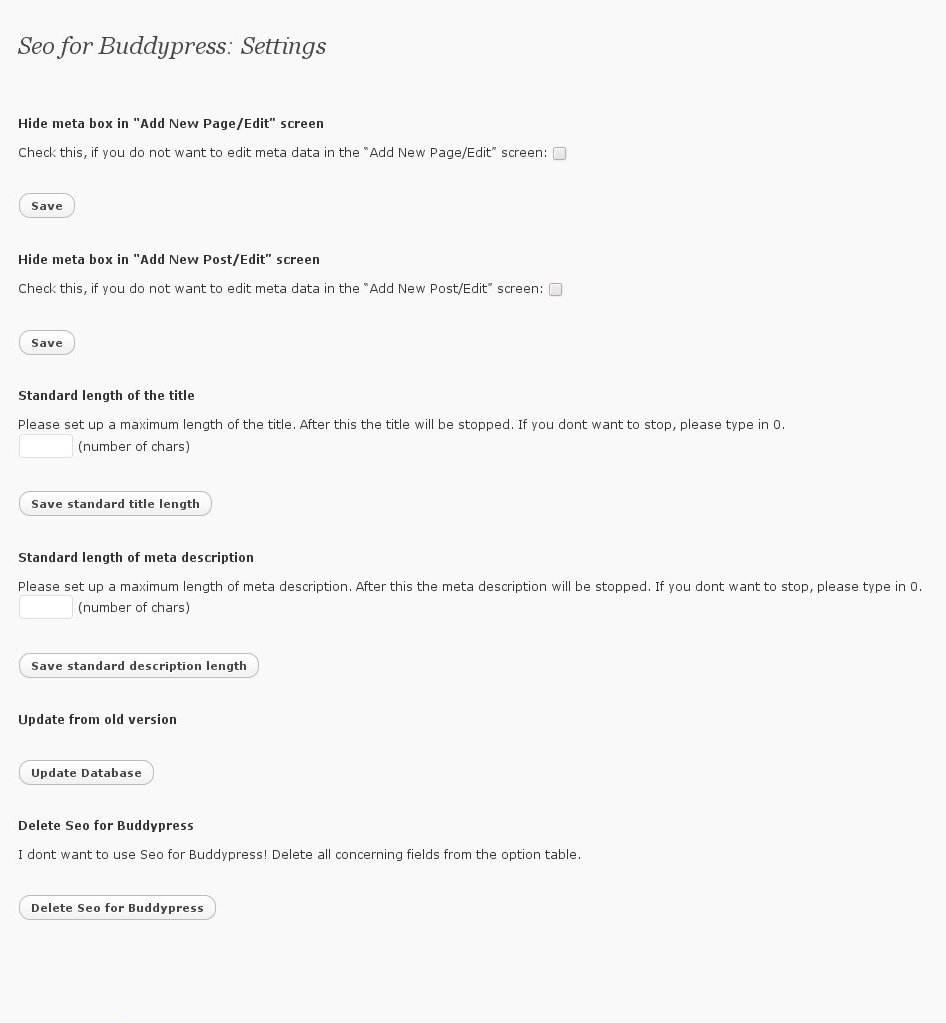 Seo for Buddypress: Settings
Hide meta box in "Add New Page/Edit" screen
Check this, if you do not want to edit meta data in the “Add New Page/Edit” screen:
Save
Hide meta box in "Add New Post/Edit" screen
Check this, if you do not want to edit meta data in the “Add New Post/Edit” screen:
Save
Standard length of the title
Please set up a maximum length of the title. After this the title will be stopped. If you dont want to stop, please type in 0.
(number of chars)
Save standard title length
Standard length of meta description
Please set up a maximum length of meta description. After this the meta description will be stopped. If you dont want to stop, please type in 0.
(number of chars)
Save standard description length
Update from old version
Update Database
Delete Seo for Buddypress
I dont want to use Seo for Buddypress! Delete all concerning fields from the option table.
Delete Seo for Buddypress